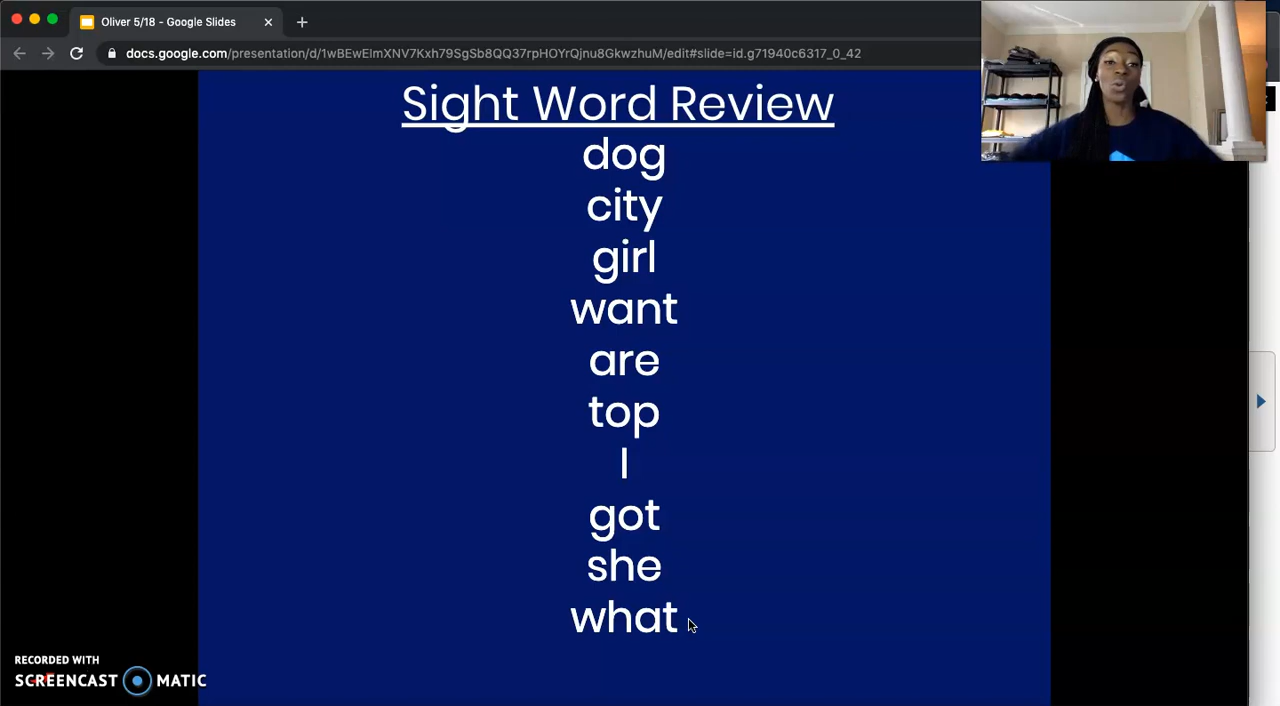 Oliver 5/18 - Google Slides
docs.google.com/presentation/d/1wBEwElmXNV7Kxh79SgSb8QQ37rpHOYrQjnu8GkwzhuM/edit#slide=id.g71940c6317_0_42
Sight Word Review
dog
city
girl
want
are
top
I
got
she
what
RECORDED WITH
SCREENCAST MATIC